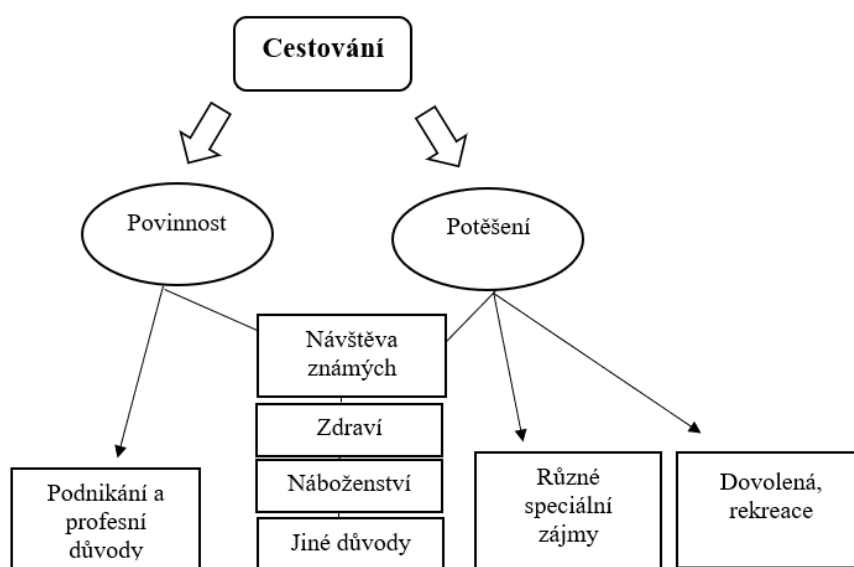 Cestování
Povinnost
Potěšení
Návštěva
známých
Zdraví
Náboženství
Jiné důvody
Podnikání a
profesní
důvody
Různé
speciální
zájmy
Dovolená,
rekreace